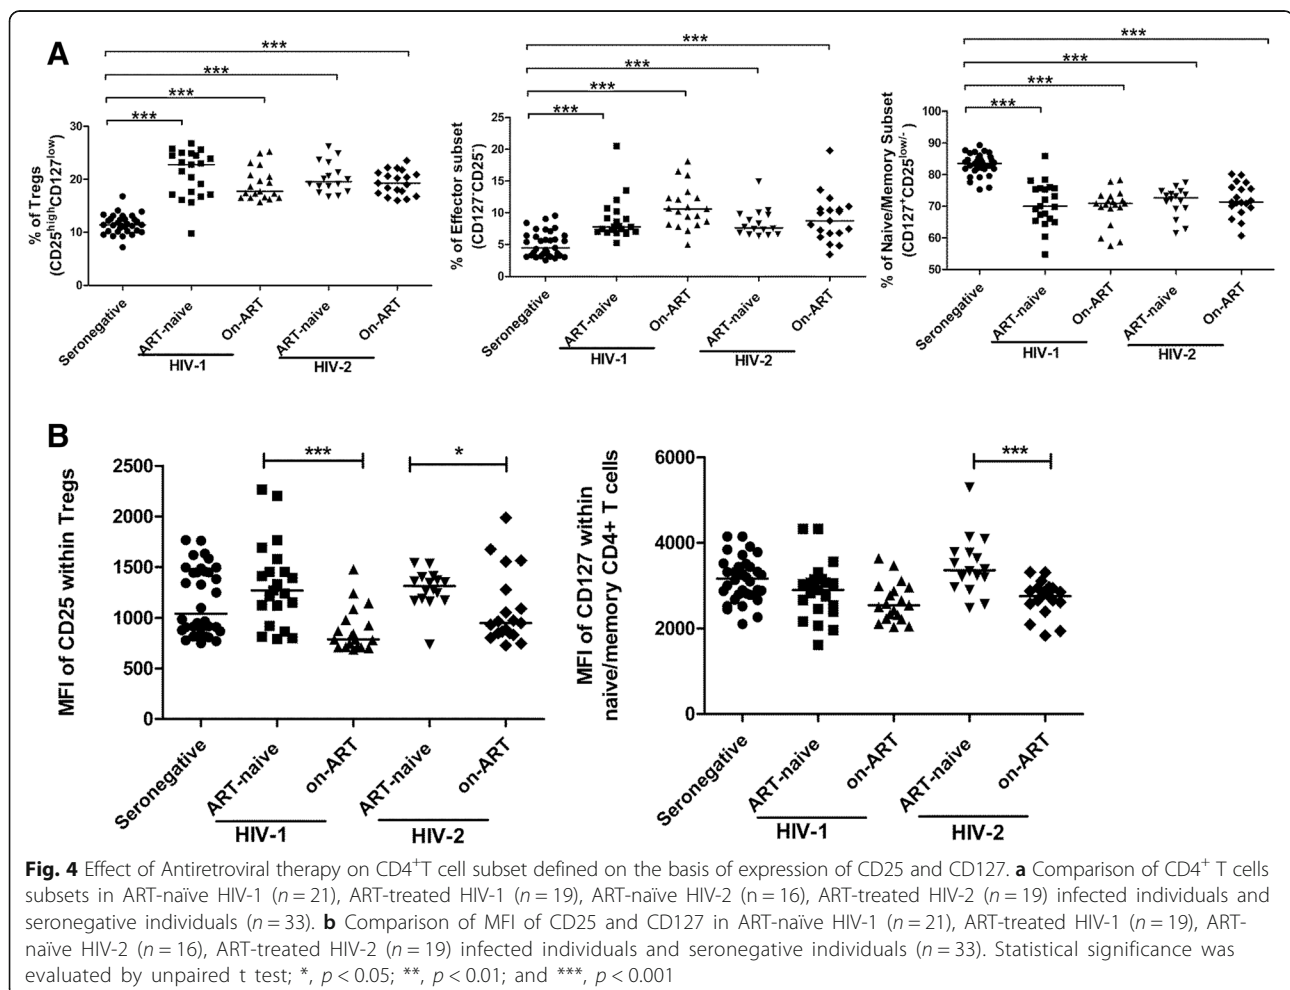 A
***
***
***
***
% of Tregs
(CD25highCD127low)
30
20
10
0
Seronegative
ART-naive
On-ART
ART-naive
On-ART
HIV-1
HIV-2
***
***
***
***
% of Effector subset
(CD127-CD25-)
25
20
15
10
5
0
Seronegative
ART-naive
On-ART
ART-naive
On-ART
HIV-1
HIV-2
***
***
***
***
% of Naive/Memory Subset
(CD127+CD25low/-)
100
90
80
70
60
50
Seronegative
ART-naive
On-ART
ART-naive
On-ART
HIV-1
HIV-2
B
***
*
MFI of CD25 within Tregs
2500
2000
1500
1000
500
0
Seronegative
ART-naive
on-ART
ART-naive
on-ART
HIV-1
HIV-2
***
MFI of CD127 within
naive/memory CD4+ T cells
6000
4000
2000
0
Seronegative
ART-naive
on-ART
ART-naive
on-ART
HIV-1
HIV-2
Fig. 4 Effect of Antiretroviral therapy on CD4+T cell subset defined on the basis of expression of CD25 and CD127. a Comparison of CD4+ T cells
subsets in ART-naïve HIV-1 (n = 21), ART-treated HIV-1 (n = 19), ART-naïve HIV-2 (n = 16), ART-treated HIV-2 (n = 19) infected individuals and
seronegative individuals (n = 33). b Comparison of MFI of CD25 and CD127 in ART-naïve HIV-1 (n = 21), ART-treated HIV-1 (n = 19), ART-
naïve HIV-2 (n = 16), ART-treated HIV-2 (n = 19) infected individuals and seronegative individuals (n = 33). Statistical significance was
evaluated by unpaired t test; *, p < 0.05; **, p < 0.01; and ***, p < 0.001